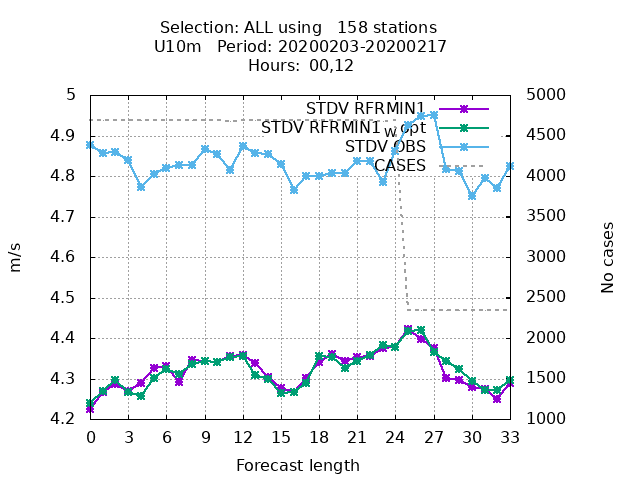 Selection: ALL using   158 stations
U10m   Period: 20200203-20200217
Hours:  00,12
STDV RFRMIN1
STDV RFRMIN1_w_opt
STDV OBS
CASES
5
4.9
4.8
4.7
4.6
4.5
4.4
4.3
4.2
m/s
5000
4500
4000
3500
3000
2500
2000
1500
1000
No cases
0 3 6 9 12 15 18 21 24 27 30 33
Forecast length